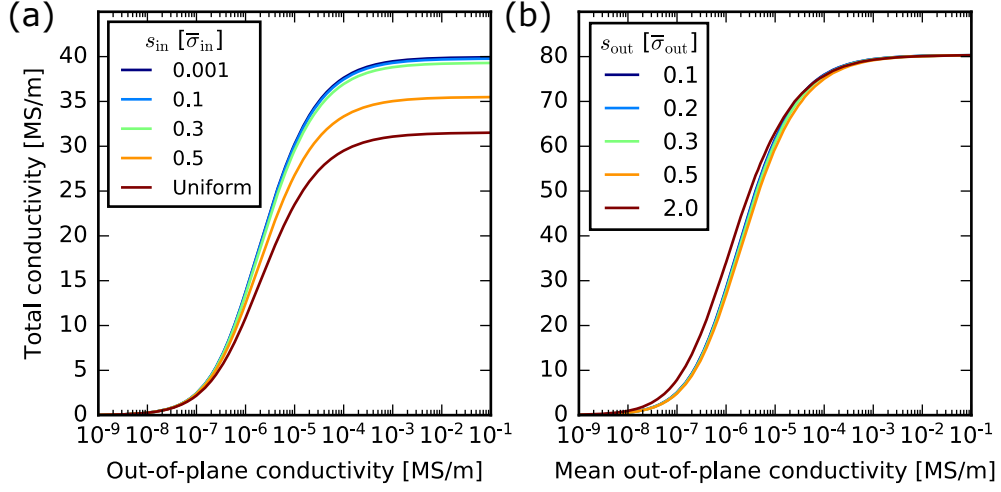 (a)
s_in [σ̅_in]
0.001
0.1
0.3
0.5
Uniform
Total conductivity [MS/m]
40
35
30
25
20
15
10
5
0
10^-9 10^-8 10^-7 10^-6 10^-5 10^-4 10^-3 10^-2 10^-1
Out-of-plane conductivity [MS/m]
(b)
s_out [σ̅_out]
0.1
0.2
0.3
0.5
2.0
80
70
60
50
40
30
20
10
0
10^-9 10^-8 10^-7 10^-6 10^-5 10^-4 10^-3 10^-2 10^-1
Mean out-of-plane conductivity [MS/m]